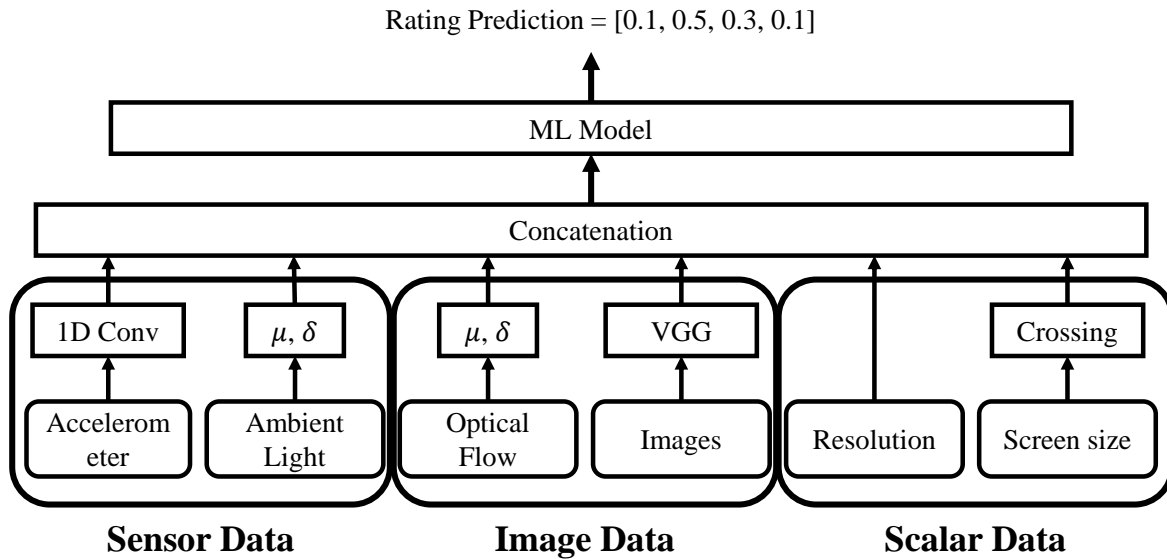 Rating Prediction = [0.1, 0.5, 0.3, 0.1]
ML Model
Concatenation
1D Conv
μ, δ
μ, δ
VGG
Crossing
Accelerom
eter
Ambient
Light
Optical
Flow
Images
Resolution
Screen size
Sensor Data
Image Data
Scalar Data